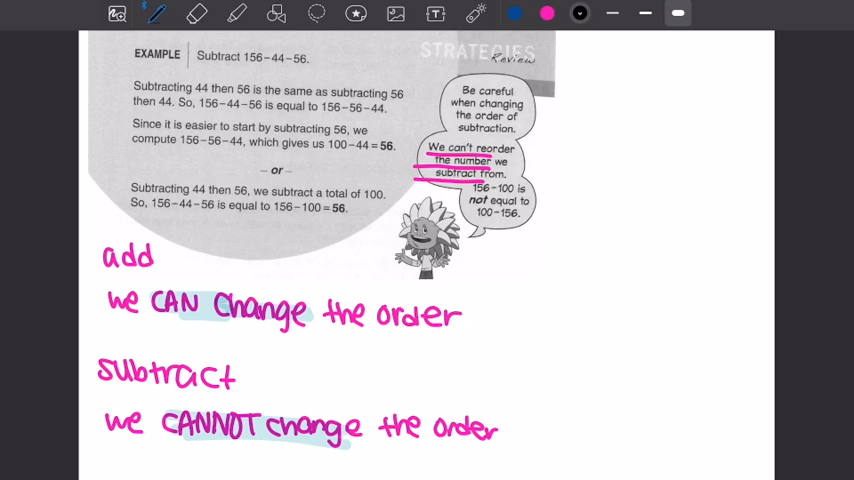 STRATEGIES
Review
EXAMPLE Subtract 156−44−56.
Subtracting 44 then 56 is the same as subtracting 56
then 44. So, 156−44−56 is equal to 156−56−44.
Since it is easier to start by subtracting 56, we
compute 156−56−44, which gives us 100−44=56.
— or —
Subtracting 44 then 56, we subtract a total of 100.
So, 156−44−56 is equal to 156−100=56.
Be careful
when changing
the order of
subtraction.
We can't reorder
the number we
subtract from.
156−100 is
not equal to
100−156.
add
we CAN change the order
subtract
we CANNOT change the order